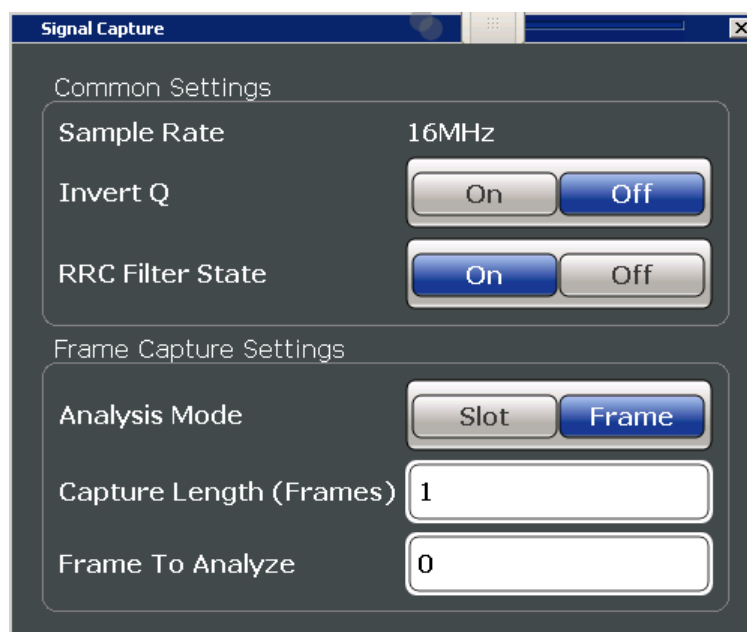 Signal Capture
Common Settings
Sample Rate 16MHz
Invert Q On Off
RRC Filter State On Off
Frame Capture Settings
Analysis Mode Slot Frame
Capture Length (Frames) 1
Frame To Analyze 0